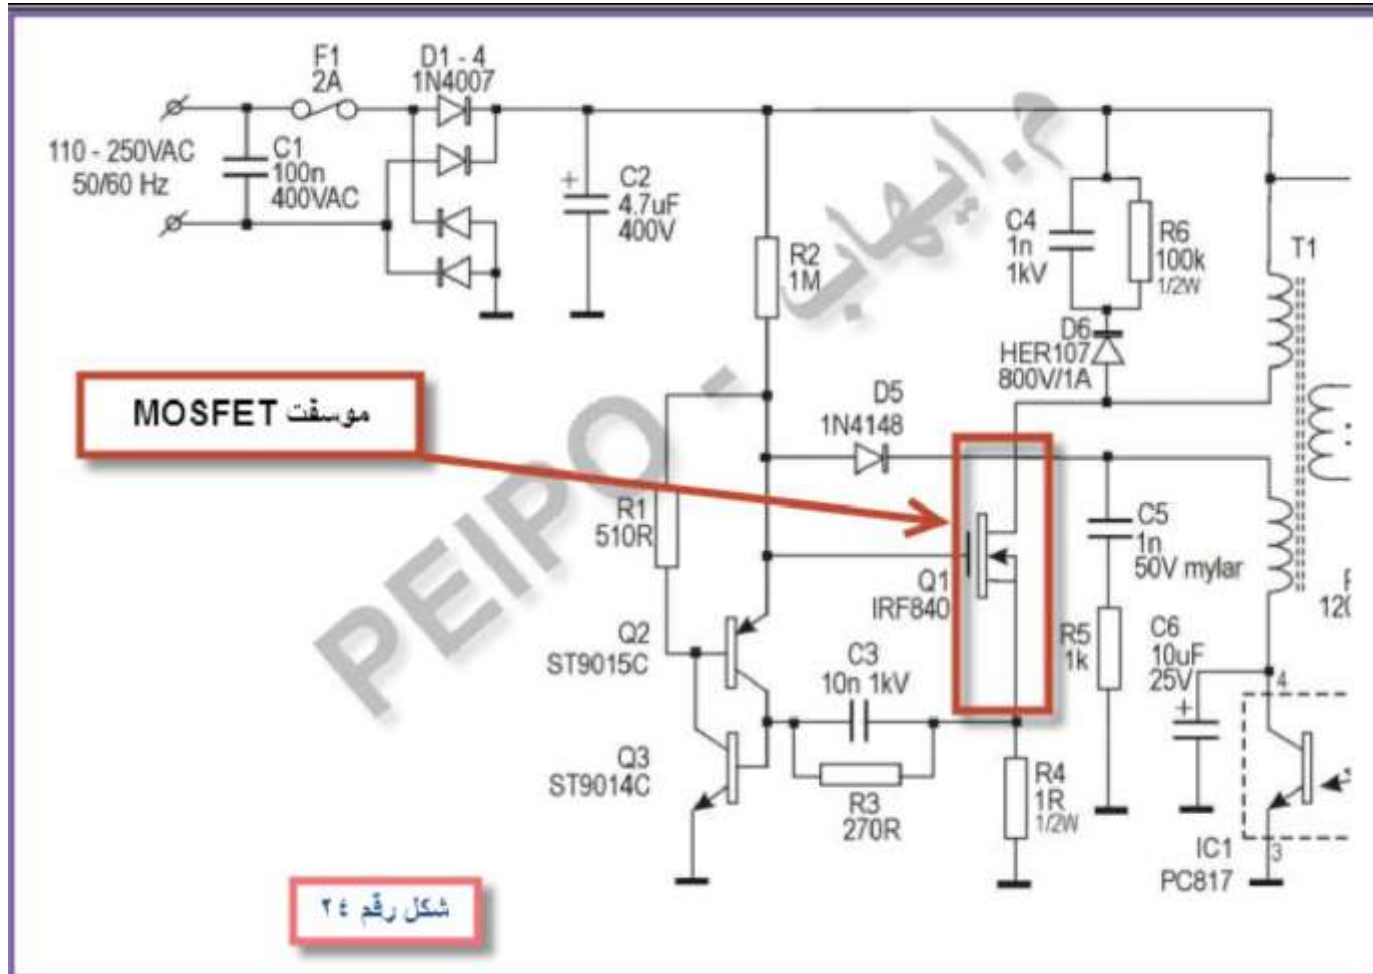 F1
2A
D1 - 4
1N4007
110 - 250VAC
50/60 Hz
C1
100n
400VAC
C2
4.7uF
400V
R2
1M
C4
1n
1kV
R6
100k
1/2W
T1
D6
HER107
800V/1A
موسفت MOSFET
D5
1N4148
R1
510R
C5
1n
50V mylar
Q1
IRF840
120
Q2
ST9015C
C3
10n 1kV
R5
1k
C6
10uF
25V
4
Q3
ST9014C
R3
270R
R4
1R
1/2W
IC1
PC817
3
شكل رقم ٢٤
PEIPO - م.إيهاب